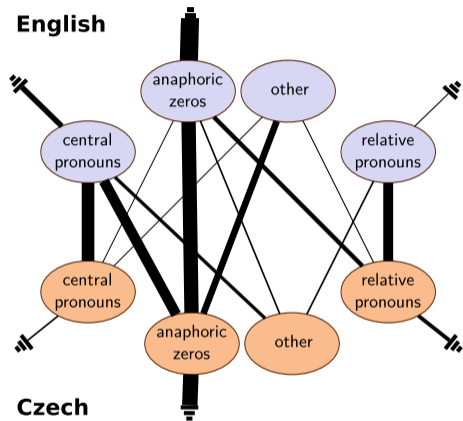 English
anaphoric
zeros
other
central
pronouns
relative
pronouns
central
pronouns
relative
pronouns
anaphoric
zeros
other
Czech